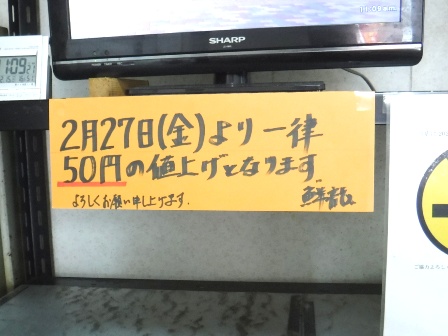 SHARP
2月27日(金)より一律
50円の値上げとなります
よろしくお願い申し上げます.